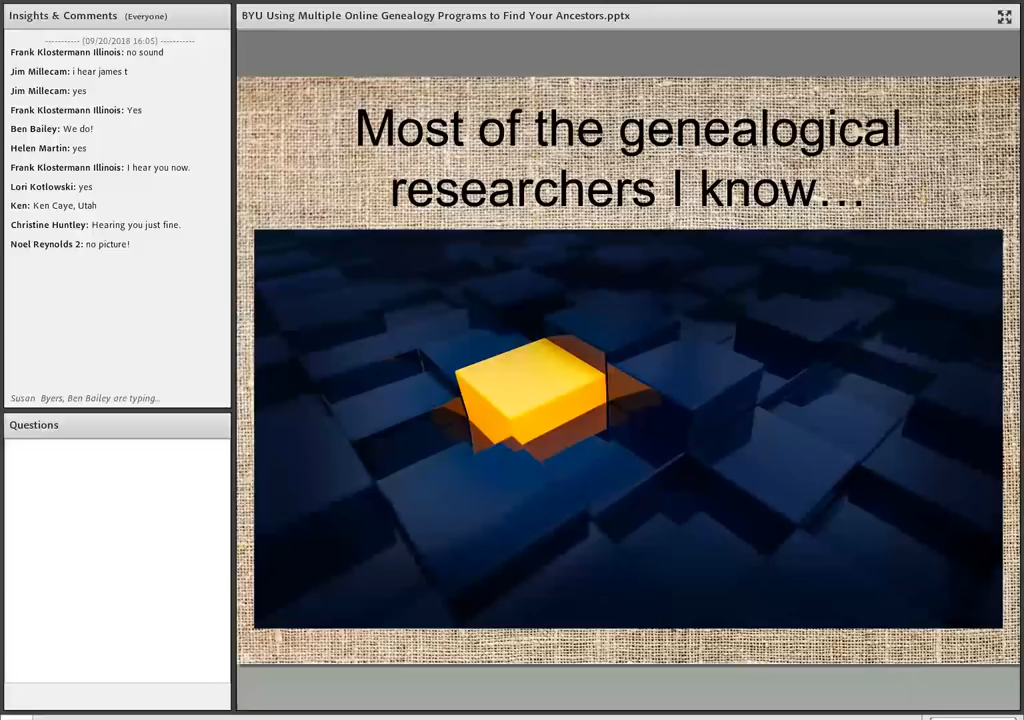 Insights & Comments (Everyone)
----------- (09/20/2018 16:05) -----------
Frank Klostermann Illinois: no sound
Jim Millecam: i hear james t
Jim Millecam: yes
Frank Klostermann Illinois: Yes
Ben Bailey: We do!
Helen Martin: yes
Frank Klostermann Illinois: I hear you now.
Lori Kotlowski: yes
Ken: Ken Caye, Utah
Christine Huntley: Hearing you just fine.
Noel Reynolds 2: no picture!
Susan Byers, Ben Bailey are typing...
Questions
BYU Using Multiple Online Genealogy Programs to Find Your Ancestors.pptx
Most of the genealogical
researchers I know...